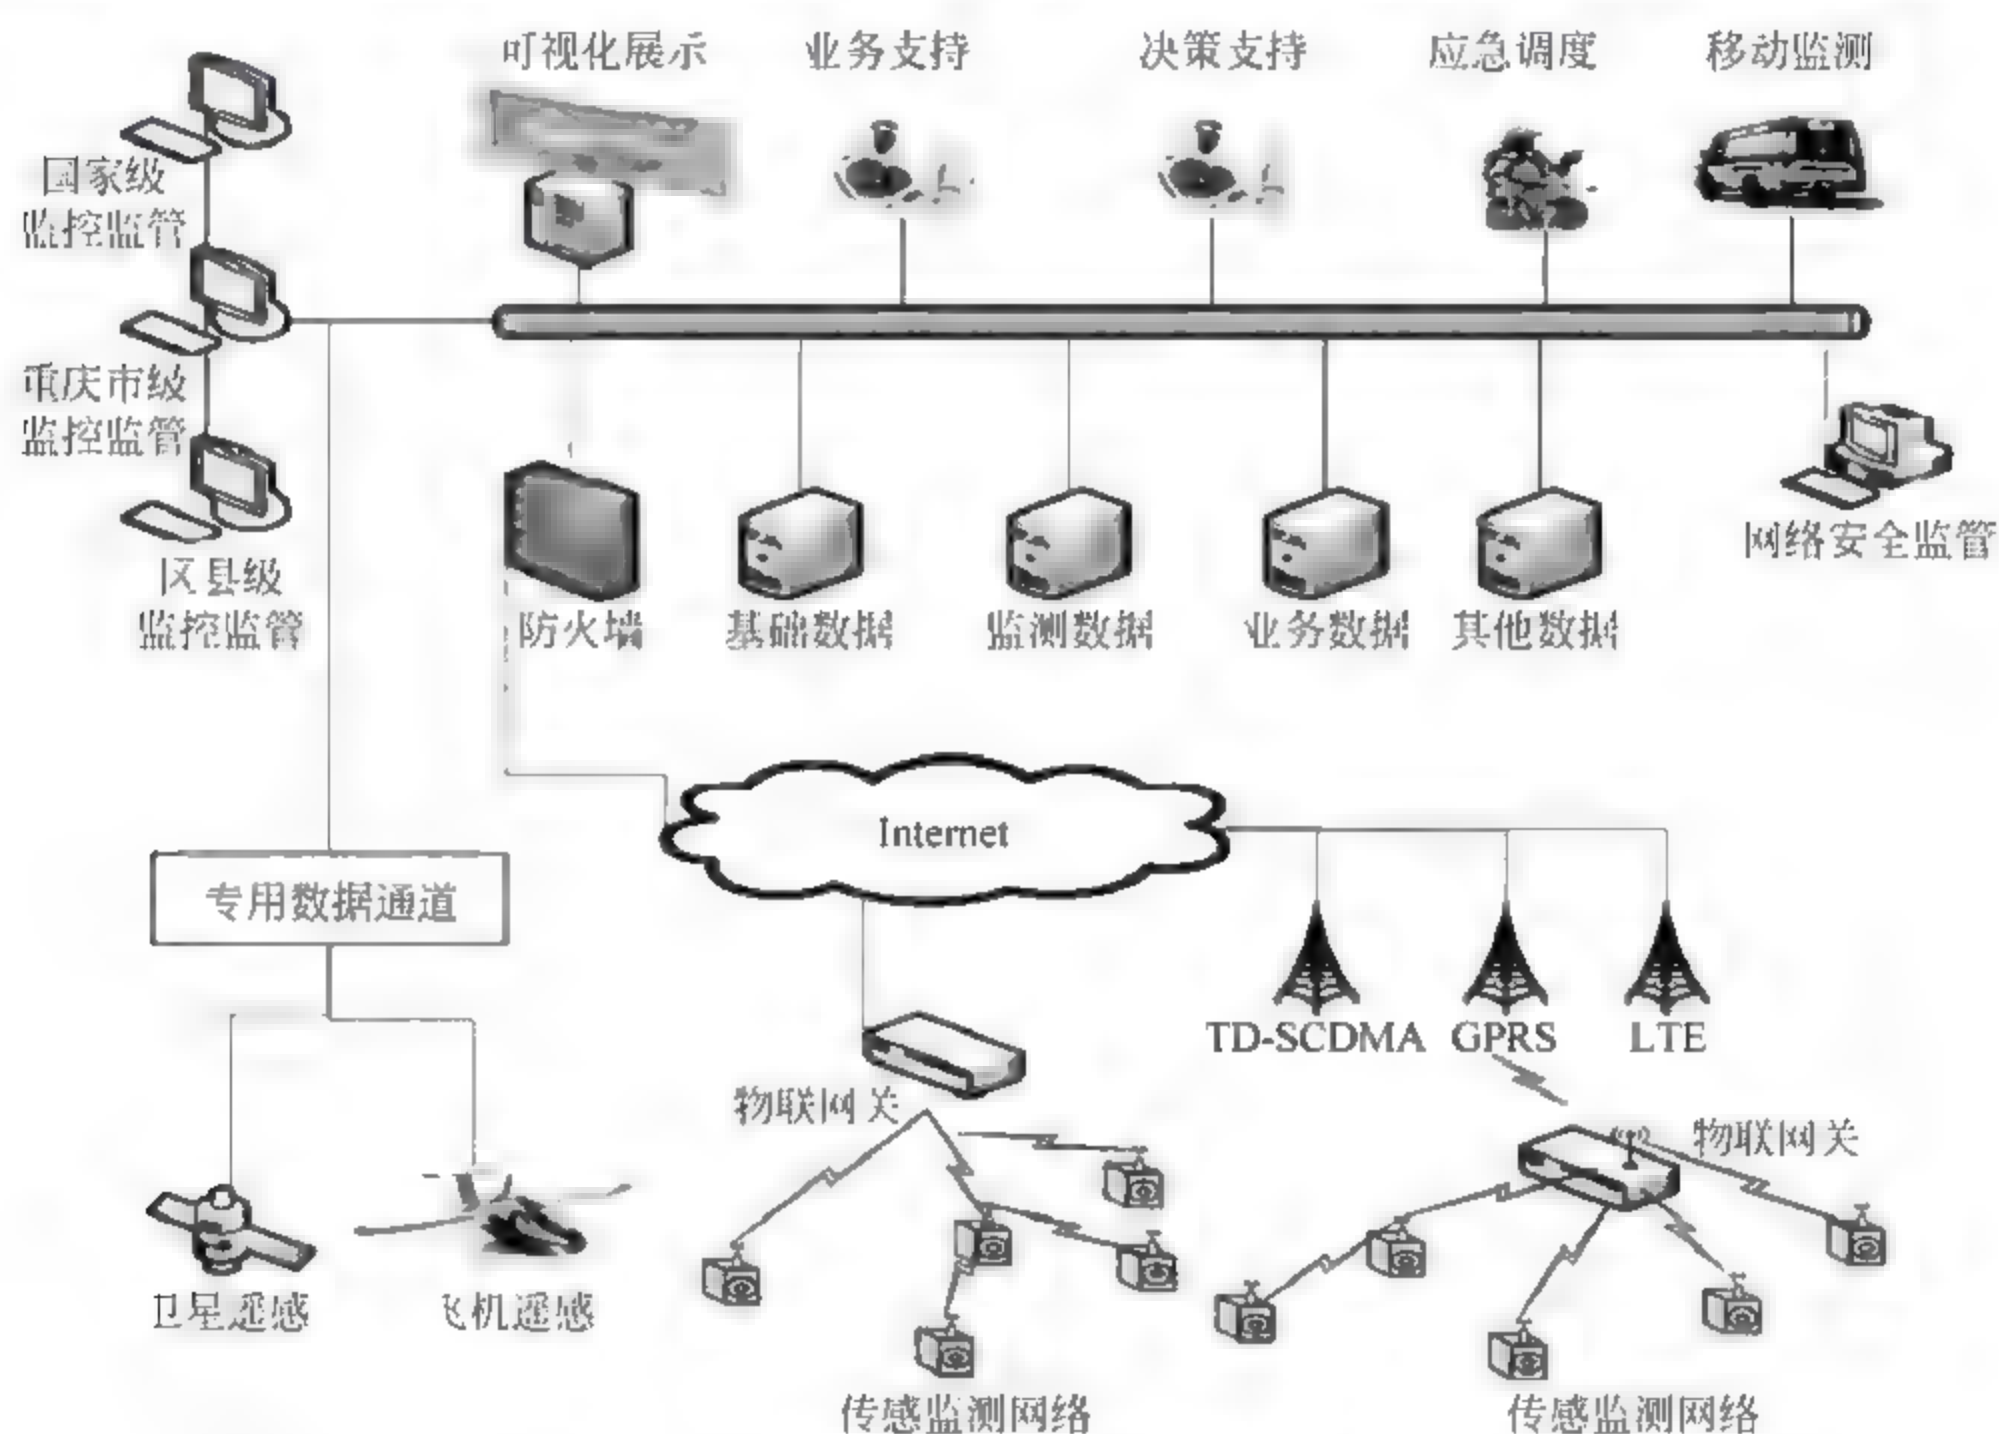 可视化展示
业务支持
决策支持
应急调度
移动监测
国家级
监控监管
重庆市级
监控监管
区县级
监控监管
防火墙
基础数据
监测数据
业务数据
其他数据
网络安全监管
Internet
专用数据通道
TD-SCDMA
GPRS
LTE
物联网关
物联网关
卫星遥感
飞机遥感
传感监测网络
传感监测网络